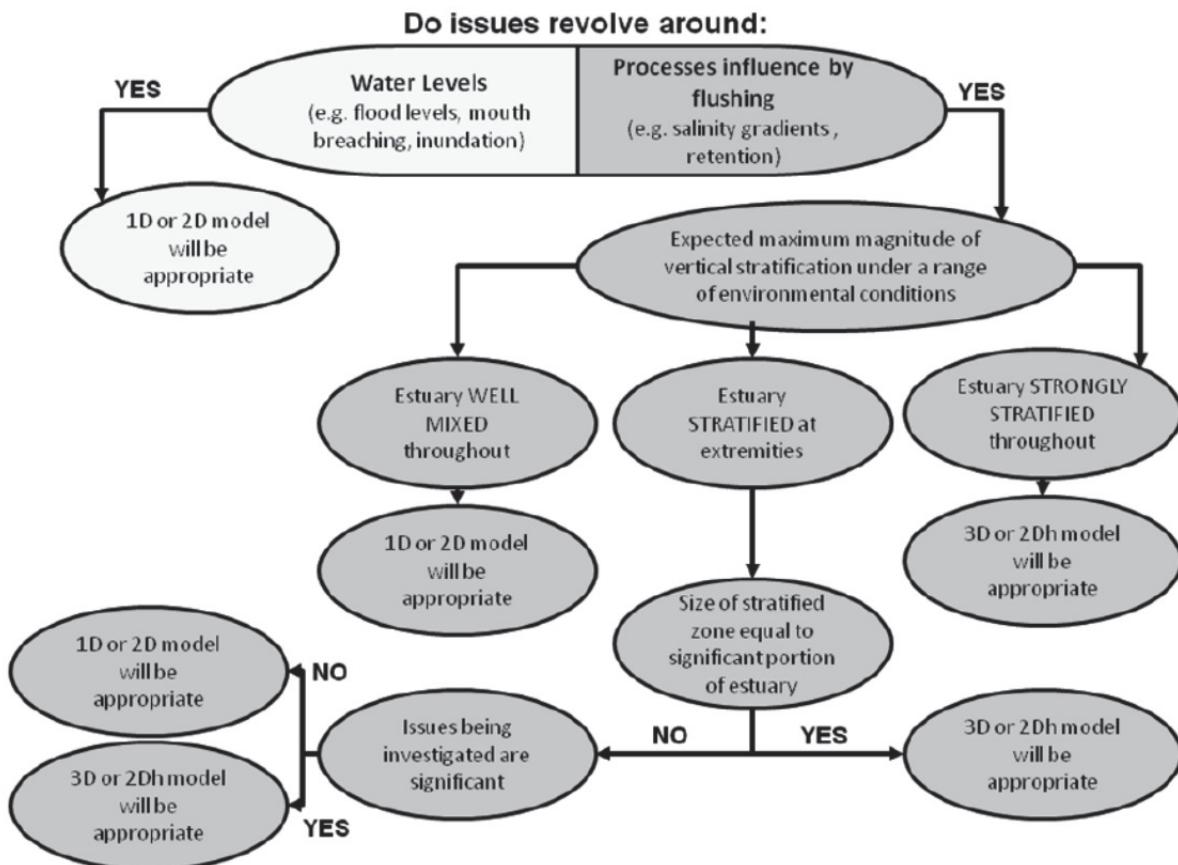 Do issues revolve around:
YES
Water Levels
(e.g. flood levels, mouth
breaching, inundation)
Processes influence by
flushing
(e.g. salinity gradients ,
retention)
YES
1D or 2D model
will be
appropriate
Expected maximum magnitude of
vertical stratification under a range
of environmental conditions
Estuary WELL
MIXED
throughout
Estuary
STRATIFIED at
extremities
Estuary STRONGLY
STRATIFIED
throughout
1D or 2D model
will be
appropriate
3D or 2Dh model
will be
appropriate
Size of stratified
zone equal to
significant portion
of estuary
1D or 2D model
will be
appropriate
NO
Issues being
investigated are
significant
NO
YES
3D or 2Dh model
will be
appropriate
3D or 2Dh model
will be
appropriate
YES